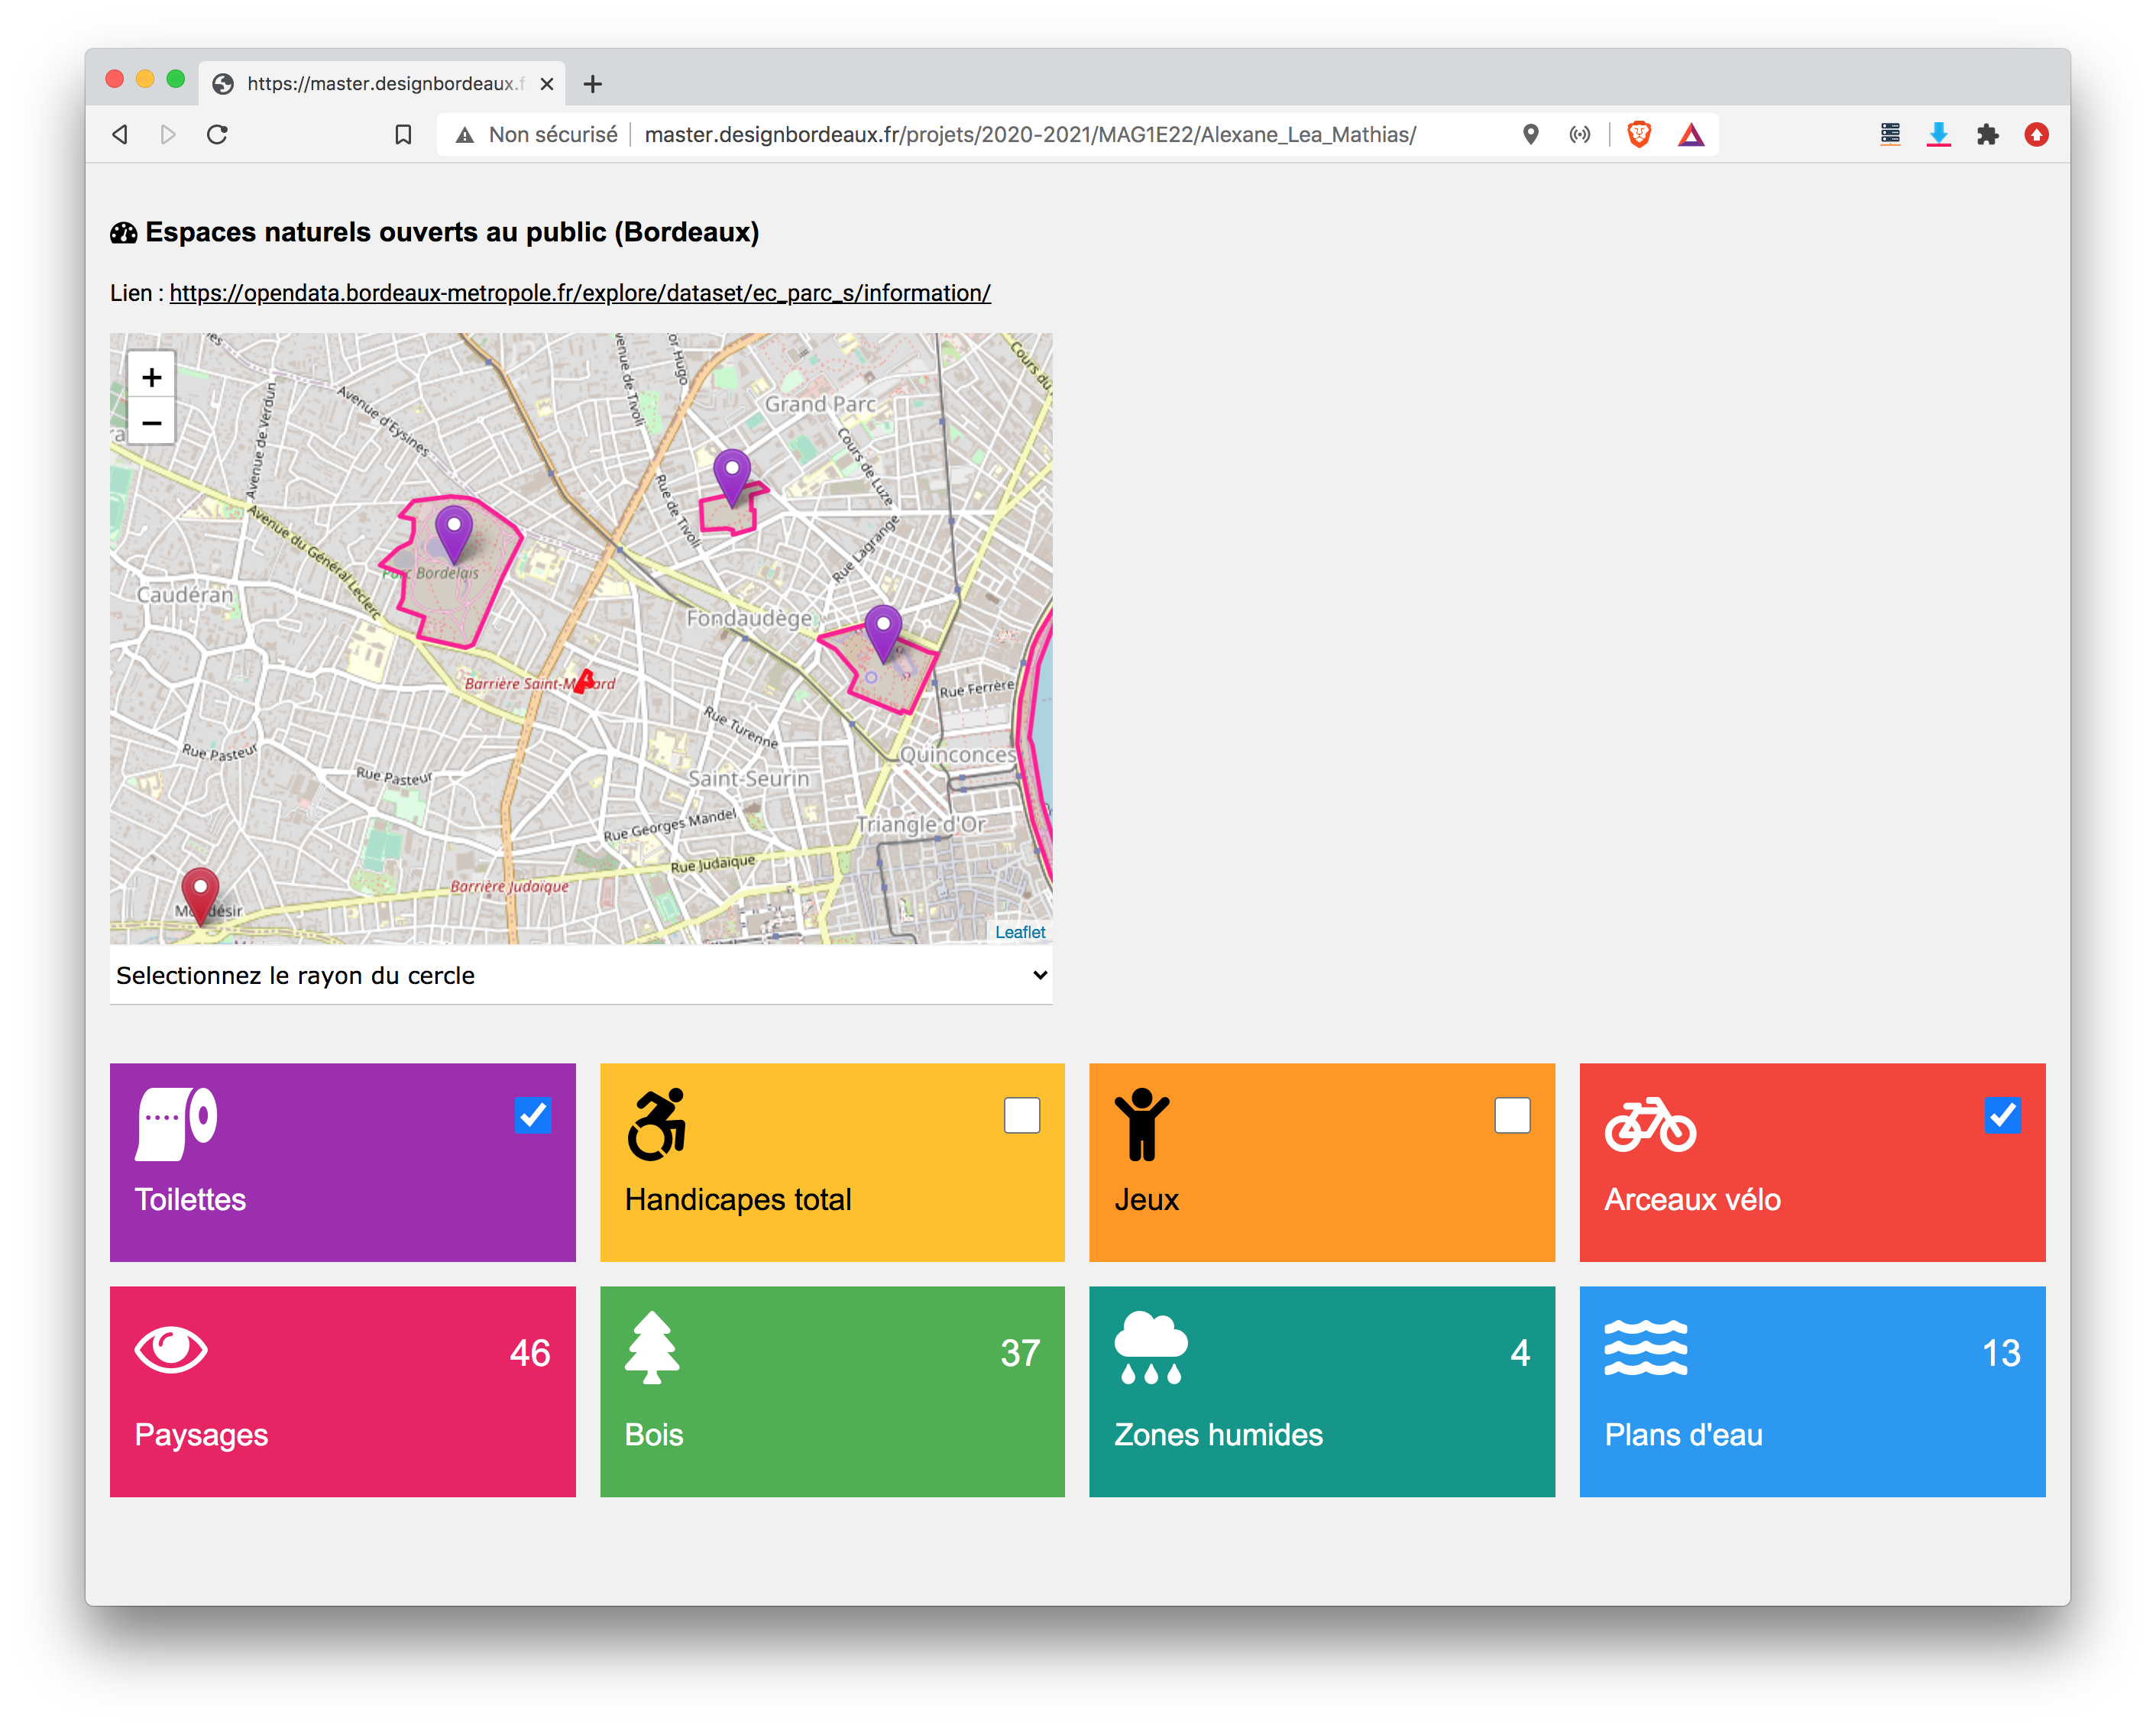 https://master.designbordeaux.f
Non sécurisé master.designbordeaux.fr/projets/2020-2021/MAG1E22/Alexane_Lea_Mathias/
Espaces naturels ouverts au public (Bordeaux)
Lien : https://opendata.bordeaux-metropole.fr/explore/dataset/ec_parc_s/information/
+
−
Avenue de Verdun
Avenue d'Eysines
Grand Parc
Cours du
Cours de Luze
Rue de Tivoli
Rue Lagrange
Avenue du Général Leclerc
Parc Bordelais
Caudéran
Fondaudège
Barrière Saint-M ard
Rue Ferrère
Rue Turenne
Rue Pasteur
Rue Pasteur
Quinconces
Saint-Seurin
Rue Georges Mandel
Triangle d'Or
Rue Judaïque
Barrière Judaïque
Leaflet
Selectionnez le rayon du cercle
Toilettes
Handicapes total
Jeux
Arceaux vélo
46
Paysages
37
Bois
4
Zones humides
13
Plans d'eau